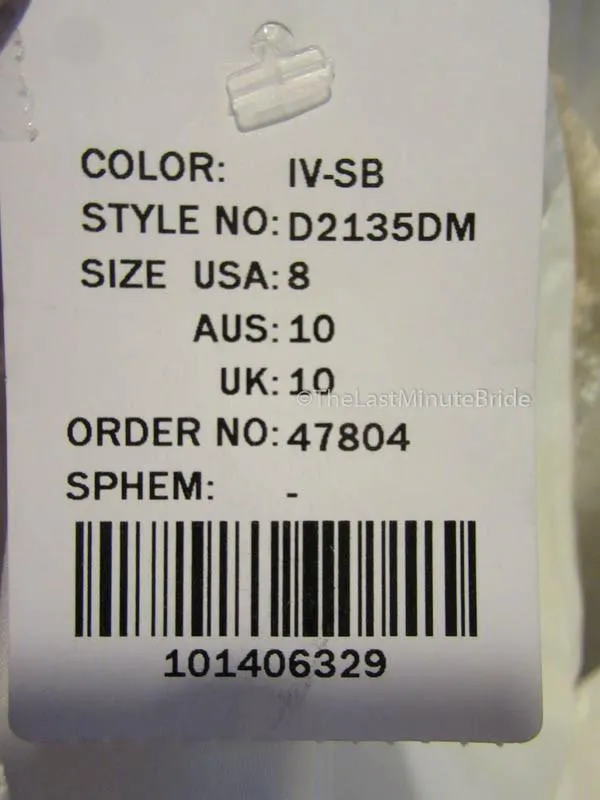 COLOR: IV-SB
STYLE NO: D2135DM
SIZE USA: 8
AUS: 10
UK: 10
©TheLastMinuteBride
ORDER NO: 47804
SPHEM: -
101406329